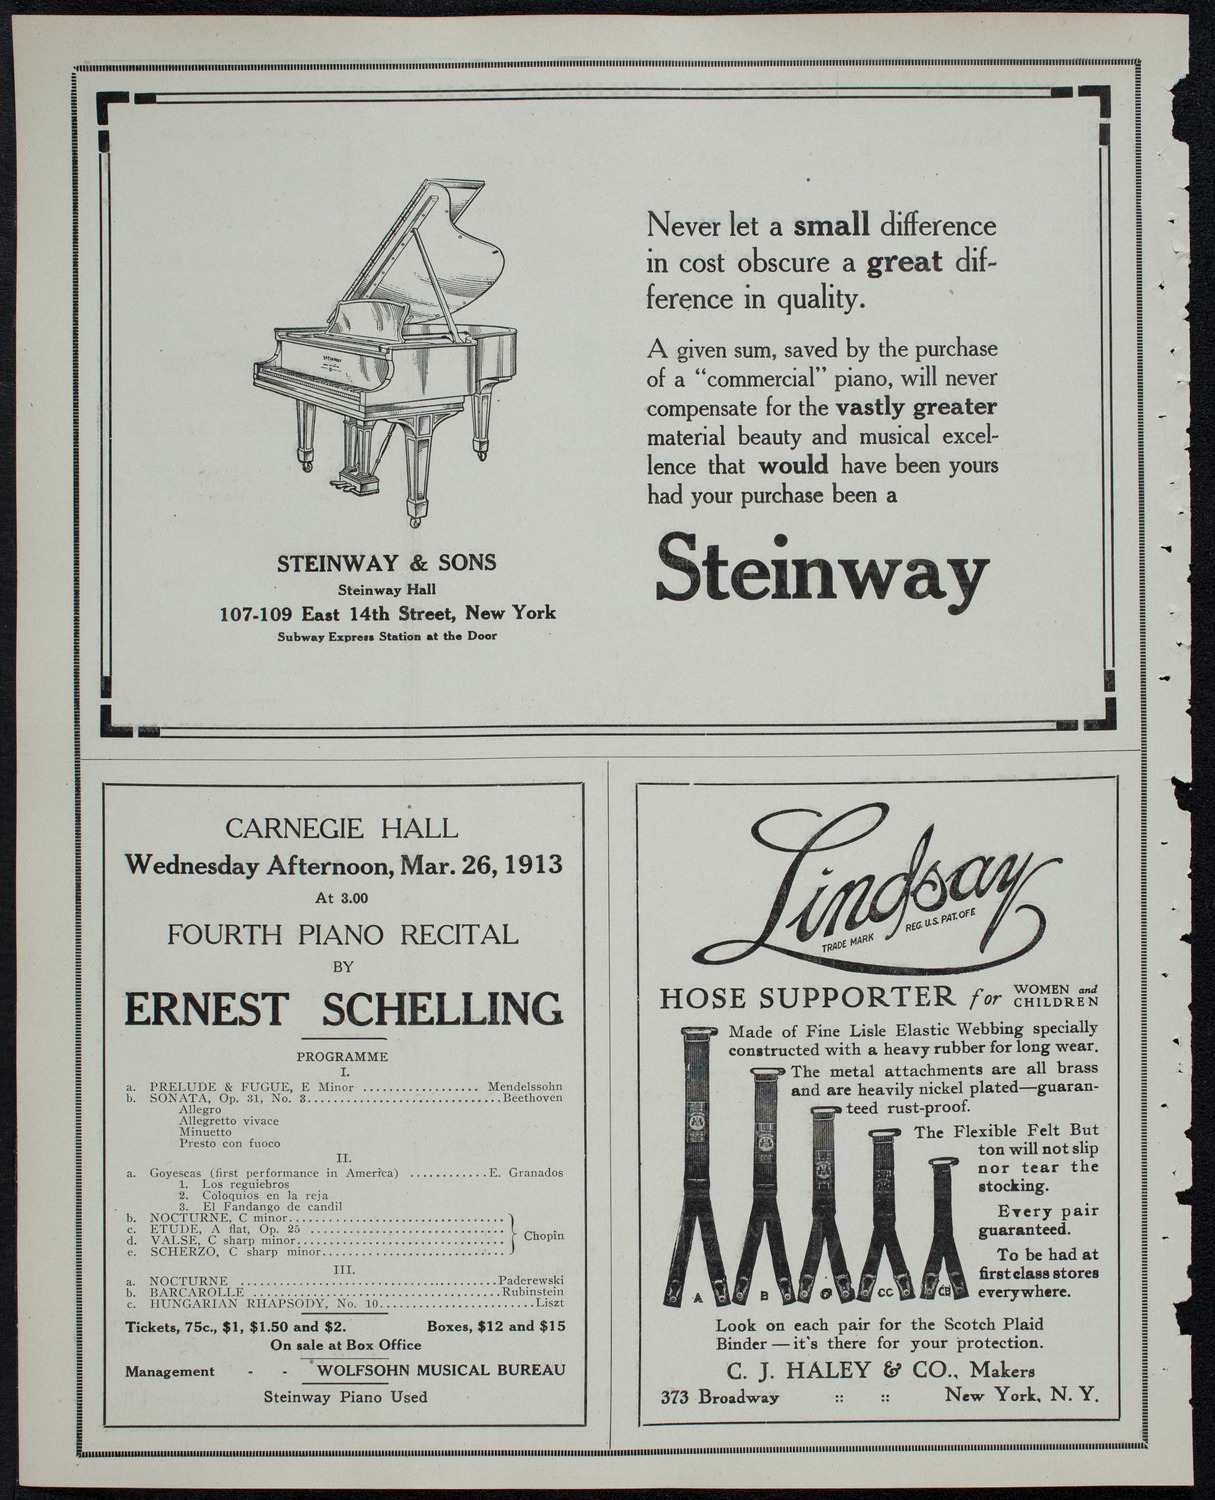 Never let a small difference
in cost obscure a great dif-
ference in quality.
A given sum, saved by the purchase
of a “commercial” piano, will never
compensate for the vastly greater
material beauty and musical excel-
lence that would have been yours
had your purchase been a
Steinway
STEINWAY
STEINWAY & SONS
Steinway Hall
107-109 East 14th Street, New York
Subway Express Station at the Door
CARNEGIE HALL
Wednesday Afternoon, Mar. 26, 1913
At 3.00
FOURTH PIANO RECITAL
BY
ERNEST SCHELLING
PROGRAMME
I.
a. PRELUDE & FUGUE, E Minor .................. Mendelssohn
b. SONATA, Op. 31, No. 3..............................Beethoven
Allegro
Allegretto vivace
Minuetto
Presto con fuoco
II.
a. Goyescas (first performance in America) ............E. Granados
1. Los reguiebros
2. Coloquios en la reja
3. El Fandango de candil
b. NOCTURNE, C minor..................................
c. ETUDE, A flat, Op. 25 ..............................
d. VALSE, C sharp minor................................. Chopin
e. SCHERZO, C sharp minor.............................
III.
a. NOCTURNE .......................................Paderewski
b. BARCAROLLE .....................................Rubinstein
c. HUNGARIAN RHAPSODY, No. 10...........................Liszt
Tickets, 75c., $1, $1.50 and $2. Boxes, $12 and $15
On sale at Box Office
Management - - WOLFSOHN MUSICAL BUREAU
Steinway Piano Used
Lindsay
TRADE MARK REG. U.S. PAT. OFF.
HOSE SUPPORTER for WOMEN and CHILDREN
Made of Fine Lisle Elastic Webbing specially
constructed with a heavy rubber for long wear.
The metal attachments are all brass
and are heavily nickel plated—guaran-
teed rust-proof.
The Flexible Felt But
ton will not slip
nor tear the
stocking.
Every pair
guaranteed.
To be had at
first class stores
everywhere.
A B C CC CB
Look on each pair for the Scotch Plaid
Binder—it's there for your protection.
C. J. HALEY & CO., Makers
373 Broadway :: :: New York, N. Y.